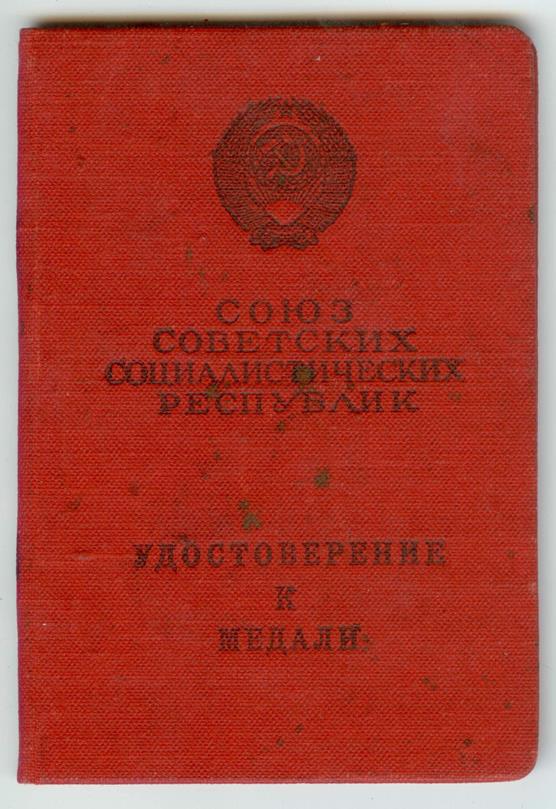 СОЮЗ
СОВЕТСКИХ
СОЦИАЛИСТИЧЕСКИХ
РЕСПУБЛИК
УДОСТОВЕРЕНИЕ
К
МЕДАЛИ